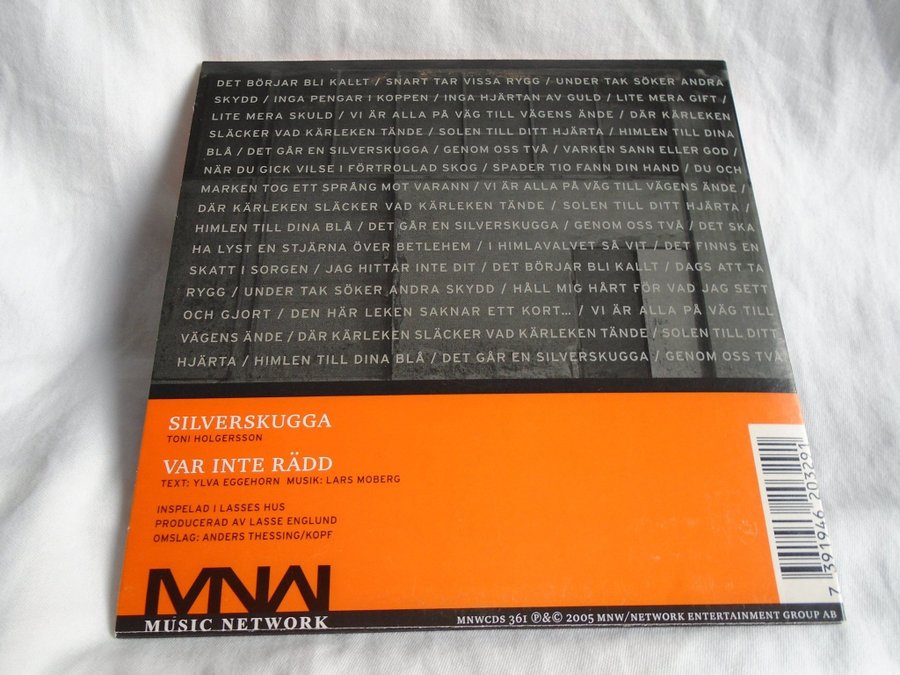 DET BÖRJAR BLI KALLT / SNART TAR VISSA RYGG / UNDER TAK SÖKER ANDRA
SKYDD / INGA PENGAR I KOPPEN / INGA HJÄRTAN AV GULD / LITE MERA GIFT /
LITE MERA SKULD / VI ÄR ALLA PÅ VÄG TILL VÄGENS ÄNDE / DÄR KÄRLEKEN
SLÄCKER VAD KÄRLEKEN TÄNDE / SOLEN TILL DITT HJÄRTA / HIMLEN TILL DINA
BLÅ / DET GÅR EN SILVERSKUGGA / GENOM OSS TVÅ / VARKEN SANN ELLER GOD /
NÄR DU GICK VILSE I FÖRTROLLAD SKOG / SPADER TIO FANN DIN HAND / DU OCH
MARKEN TOG ETT SPRÅNG MOT VARANN / VI ÄR ALLA PÅ VÄG TILL VÄGENS ÄNDE /
DÄR KÄRLEKEN SLÄCKER VAD KÄRLEKEN TÄNDE / SOLEN TILL DITT HJÄRTA /
HIMLEN TILL DINA BLÅ / DET GÅR EN SILVERSKUGGA / GENOM OSS TVÅ / DET SKA
HA LYST EN STJÄRNA ÖVER BETLEHEM / I HIMLAVALVET SÅ VIT / DET FINNS EN
SKATT I SORGEN / JAG HITTAR INTE DIT / DET BÖRJAR BLI KALLT / DAGS ATT TA
RYGG / UNDER TAK SÖKER ANDRA SKYDD / HÅLL MIG HÅRT FÖR VAD JAG SETT
OCH GJORT / DEN HÄR LEKEN SAKNAR ETT KORT... / VI ÄR ALLA PÅ VÄG TILL
VÄGENS ÄNDE / DÄR KÄRLEKEN SLÄCKER VAD KÄRLEKEN TÄNDE / SOLEN TILL DITT
HJÄRTA / HIMLEN TILL DINA BLÅ / DET GÅR EN SILVERSKUGGA / GENOM OSS TVÅ
SILVERSKUGGA
TONI HOLGERSSON
VAR INTE RÄDD
TEXT: YLVA EGGEHORN MUSIK: LARS MOBERG
INSPELAD I LASSES HUS
PRODUCERAD AV LASSE ENGLUND
OMSLAG: ANDERS THESSING/KOPF
MNW
MUSIC NETWORK
MNWCDS 361 ℗&© 2005 MNW/NETWORK ENTERTAINMENT GROUP AB
7 391946 203291